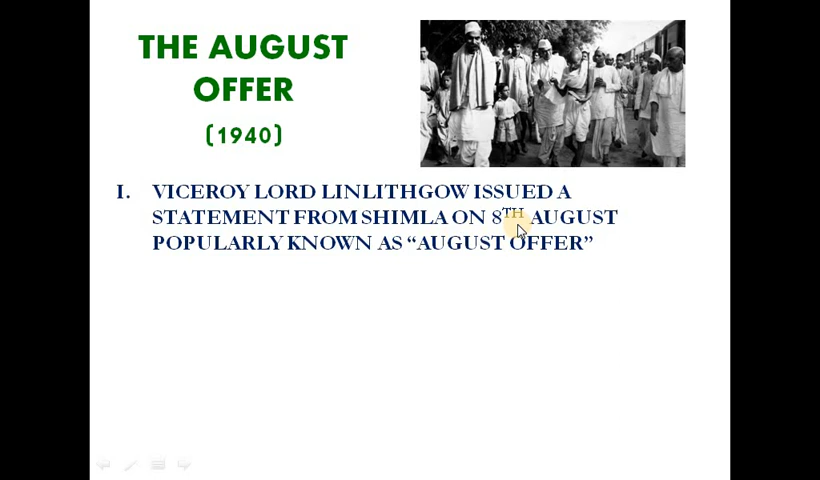 THE AUGUST
OFFER
(1940)
I. VICEROY LORD LINLITHGOW ISSUED A
STATEMENT FROM SHIMLA ON 8TH AUGUST
POPULARLY KNOWN AS “AUGUST OFFER”